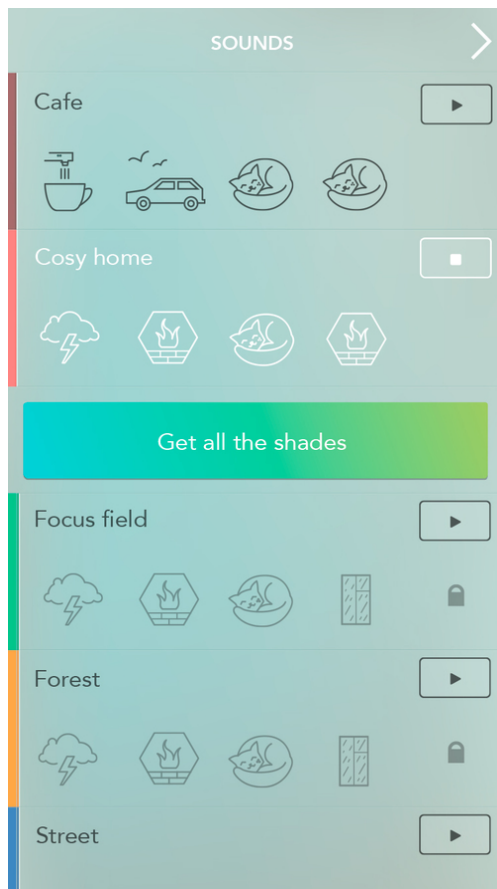 SOUNDS
Cafe
Cosy home
Get all the shades
Focus field
Forest
Street